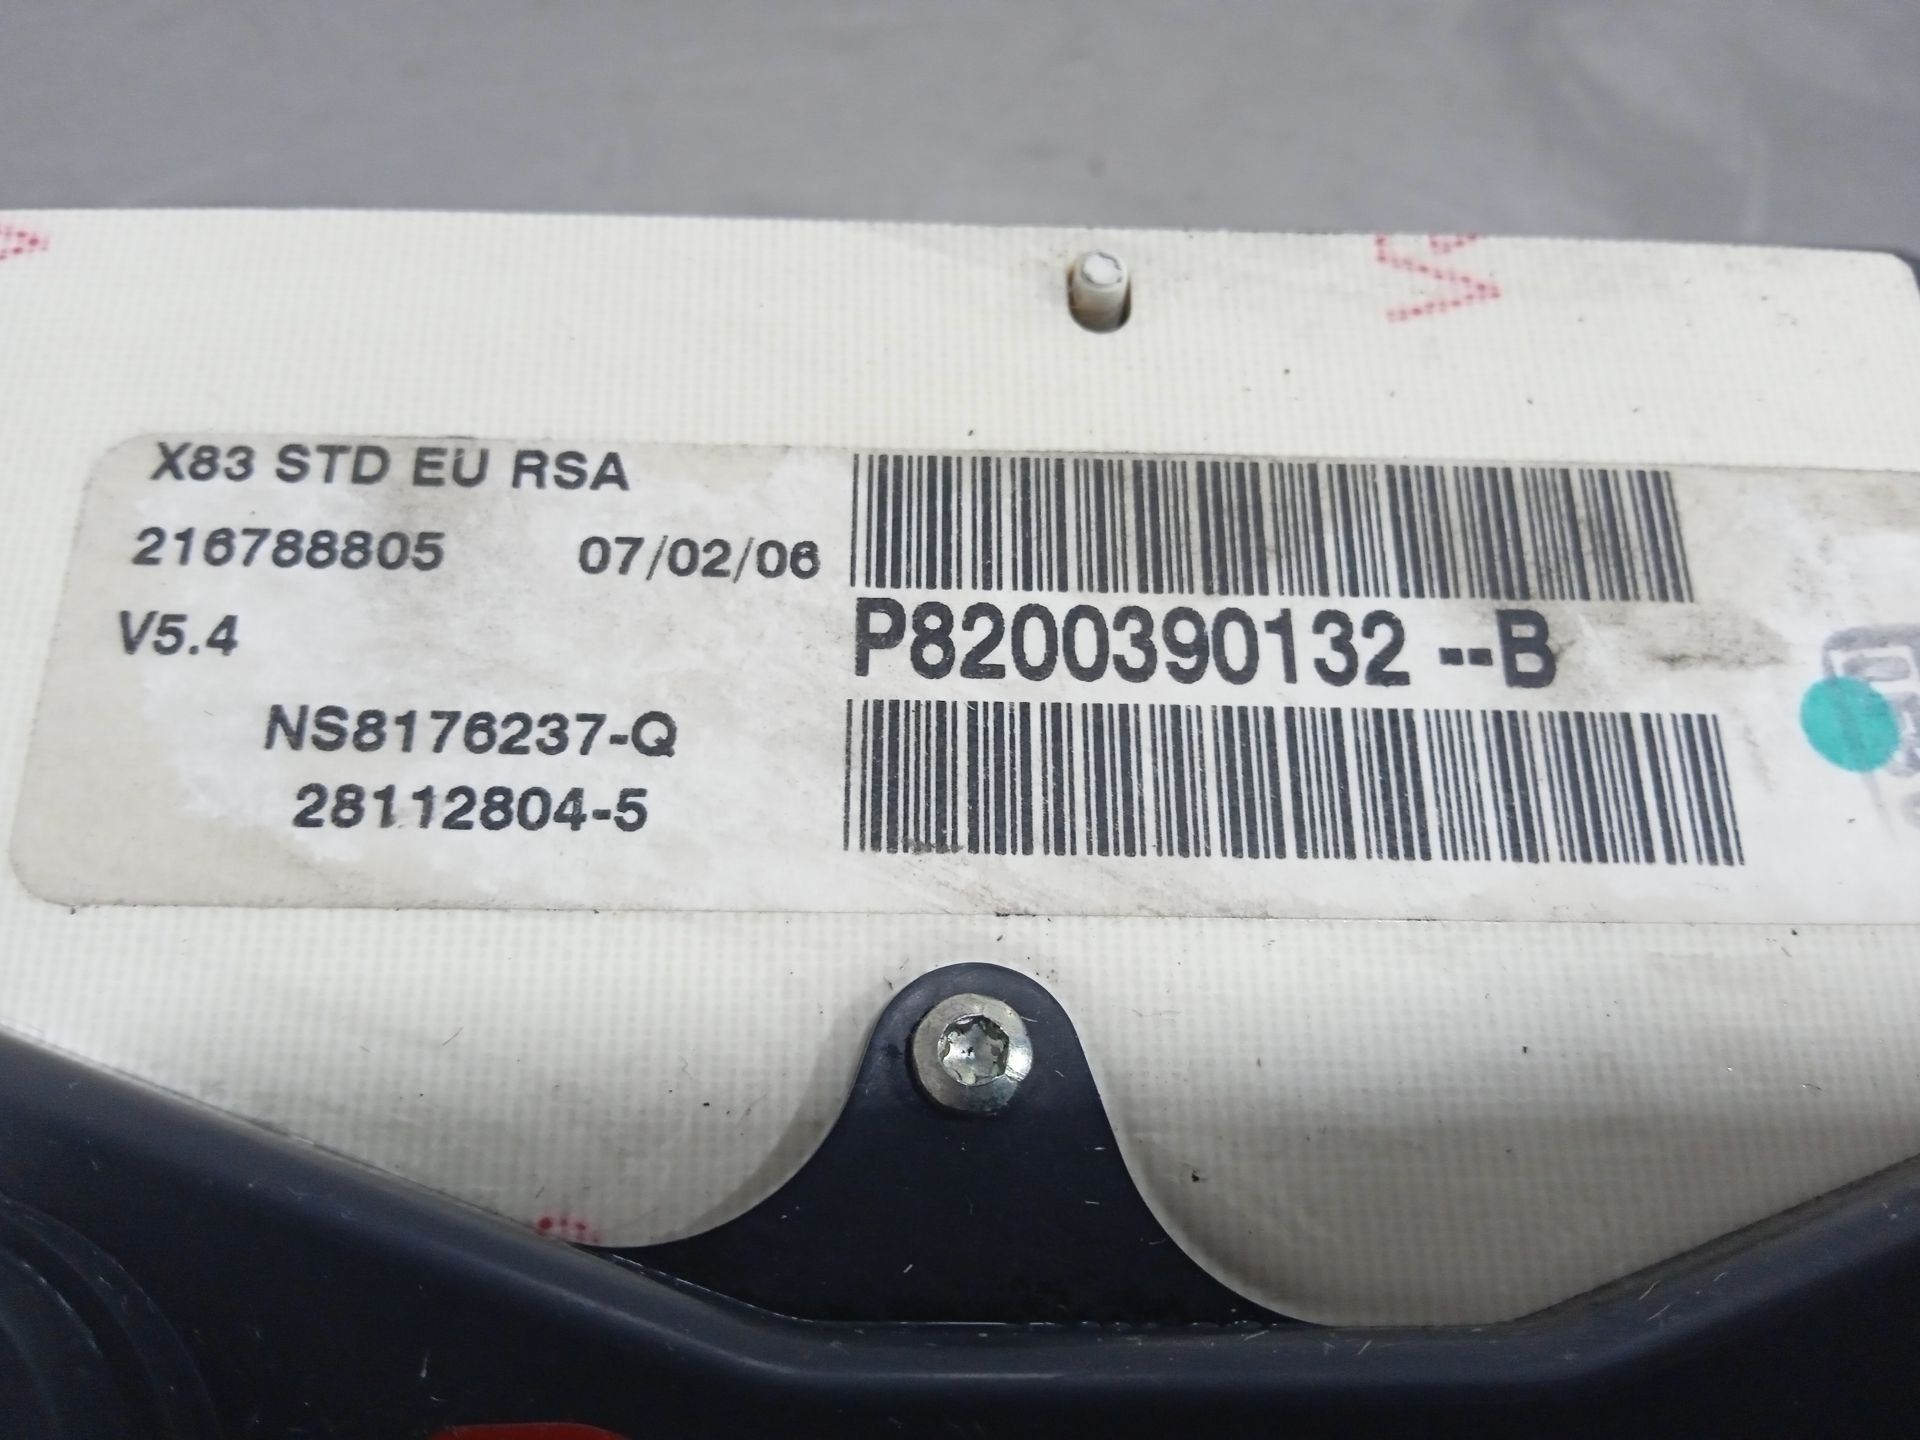 X83 STD EU RSA
216788805 07/02/06
V5.4
P8200390132 --B
NS8176237-Q
28112804-5